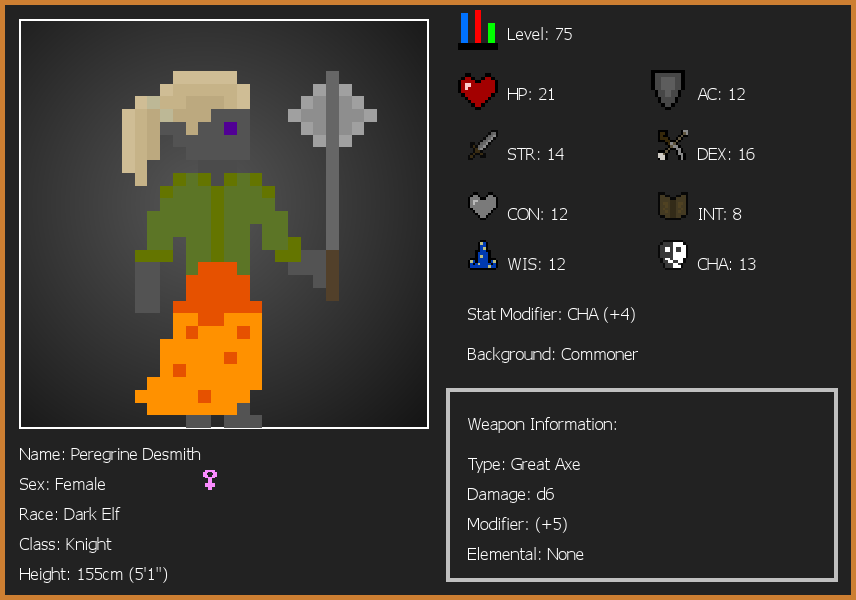 Level: 75
HP: 21
AC: 12
STR: 14
DEX: 16
CON: 12
INT: 8
WIS: 12
CHA: 13
Stat Modifier: CHA (+4)
Background: Commoner
Weapon Information:
Type: Great Axe
Damage: d6
Modifier: (+5)
Elemental: None
Name: Peregrine Desmith
Sex: Female
Race: Dark Elf
Class: Knight
Height: 155cm (5'1")